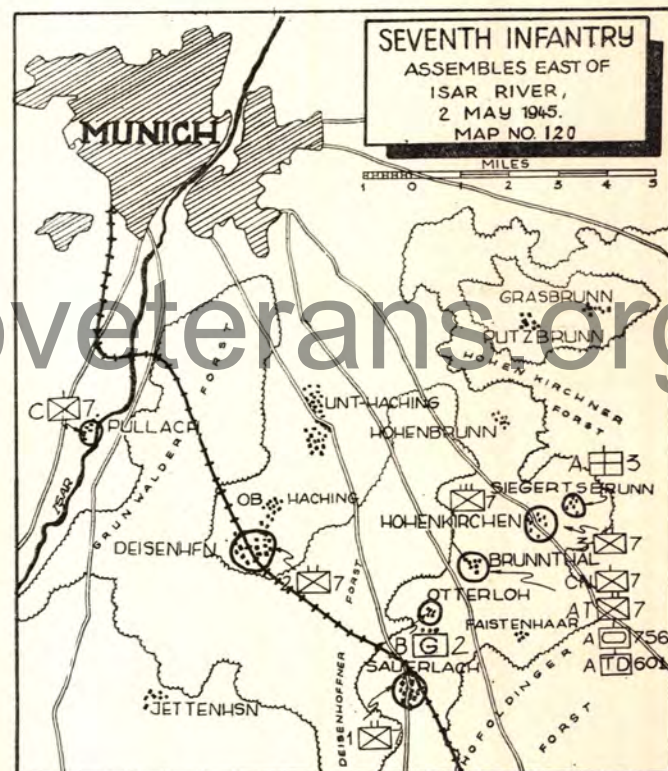 SEVENTH INFANTRY
ASSEMBLES EAST OF
ISAR RIVER,
2 MAY 1945.
MAP NO. 120
MUNICH
MILES
1 0 1 2 3 4 5
GRASBRUNN
PUTZBRUNN
HOHENKIRCHNER
FORST
oveterans.org
FORST
GRUNWALDER
C 7
PULLACH
ISAR
UNT-HACHING
HOHENBRUNN
A 3
SIEGERTSBRUNN
7
OB. HACHING
HOHENKIRCHEN
DEISENHFN
7
BRUNNTHAL
2 7
CN 7
OTTERLOH
AT 7
FORST
FAISTENHAAR
B G 2
A 756
SAUERLACH
A TD 601
JETTENHSN
DEISENHOFFNER
1
HOFOLDINGER
FORST